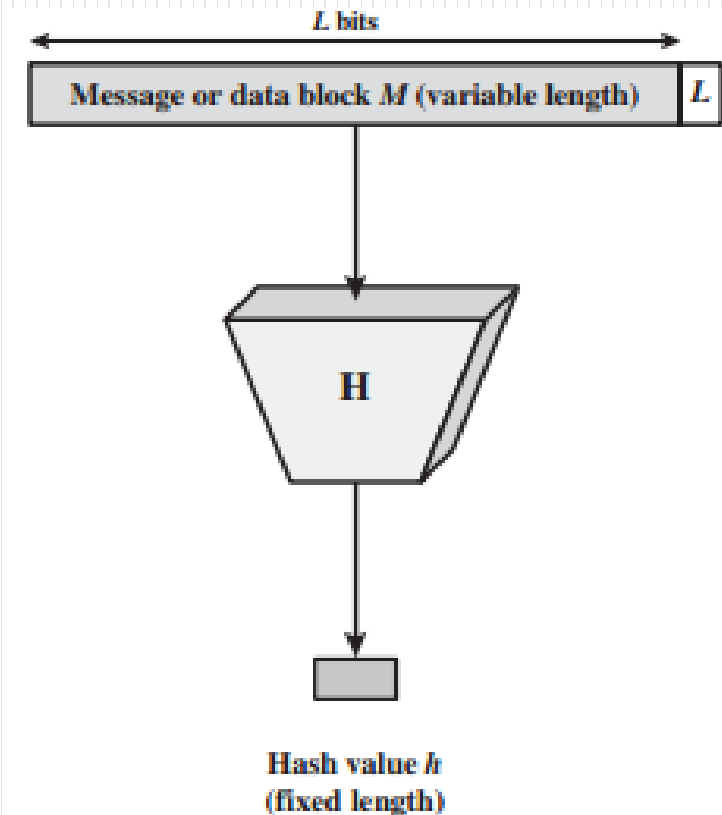 L bits
Message or data block M (variable length) L
H
Hash value h
(fixed length)